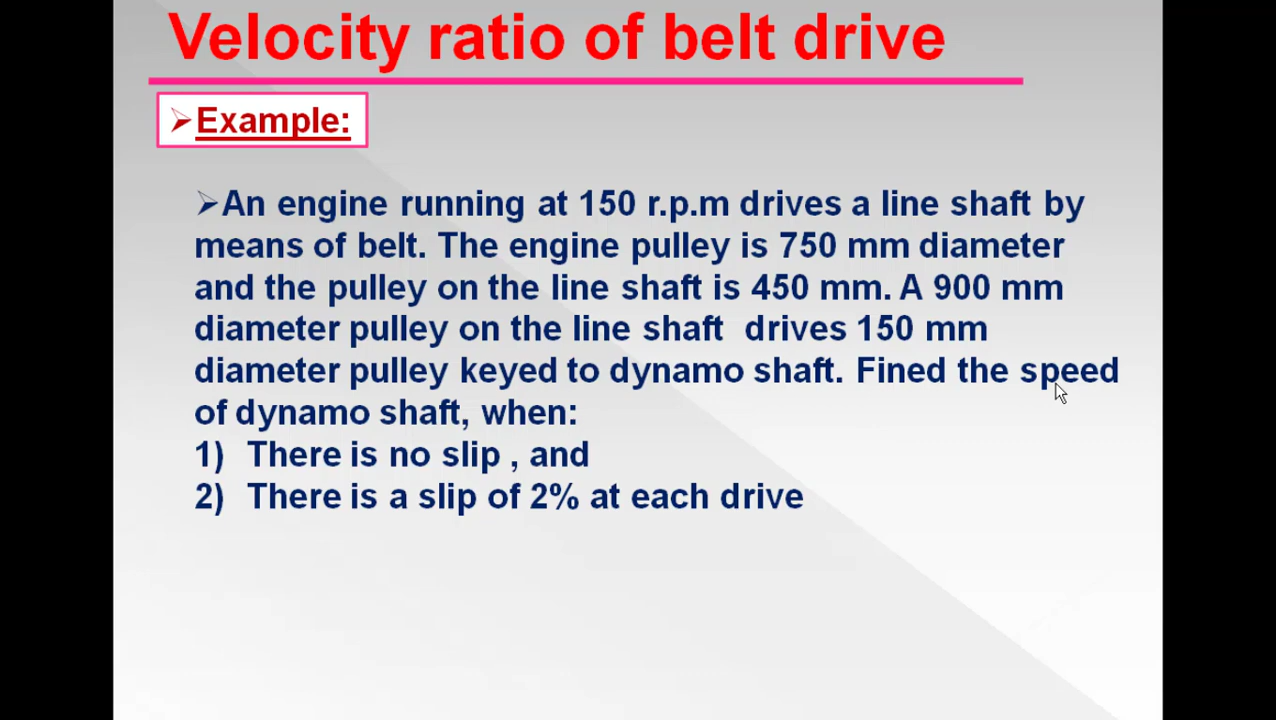 Velocity ratio of belt drive
➢Example:
➢An engine running at 150 r.p.m drives a line shaft by
means of belt. The engine pulley is 750 mm diameter
and the pulley on the line shaft is 450 mm. A 900 mm
diameter pulley on the line shaft drives 150 mm
diameter pulley keyed to dynamo shaft. Fined the speed
of dynamo shaft, when:
1) There is no slip , and
2) There is a slip of 2% at each drive